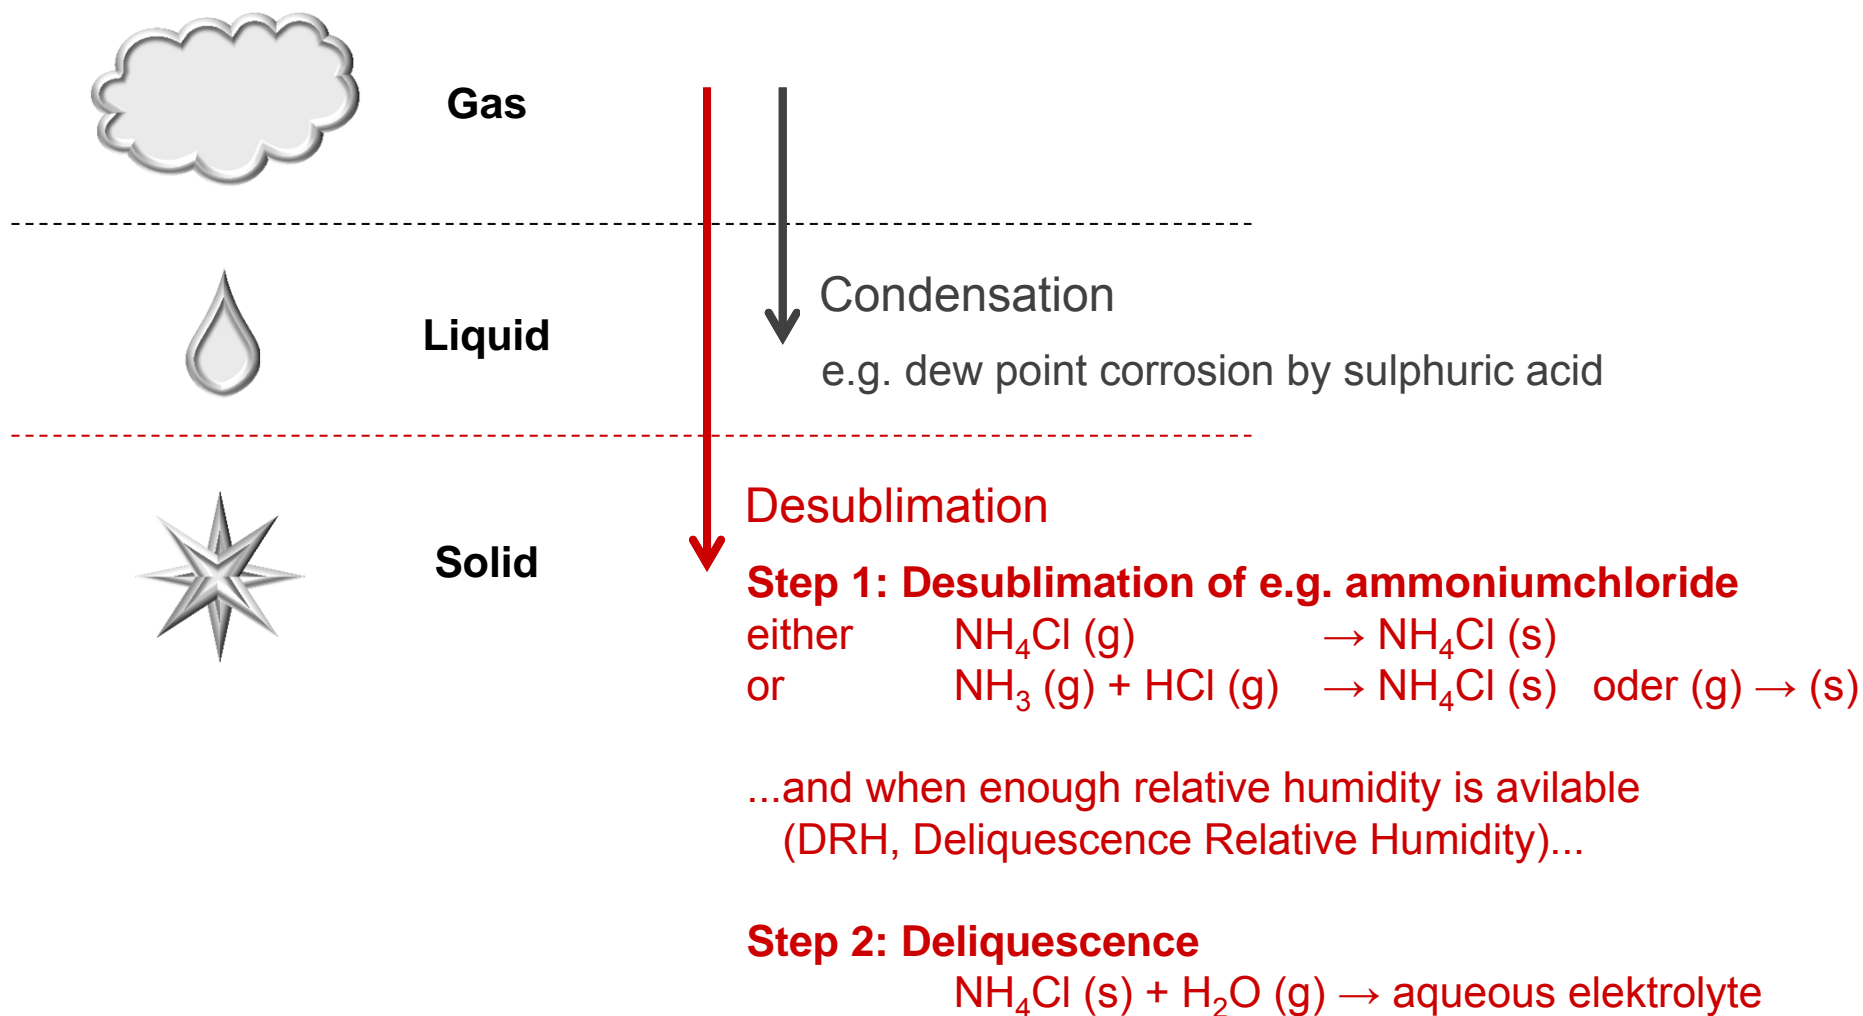 Gas
Condensation
Liquid
e.g. dew point corrosion by sulphuric acid
Desublimation
Solid
Step 1: Desublimation of e.g. ammoniumchloride
either NH₄Cl (g) → NH₄Cl (s)
or NH₃ (g) + HCl (g) → NH₄Cl (s) oder (g) → (s)
...and when enough relative humidity is avilable
(DRH, Deliquescence Relative Humidity)...
Step 2: Deliquescence
NH₄Cl (s) + H₂O (g) → aqueous elektrolyte